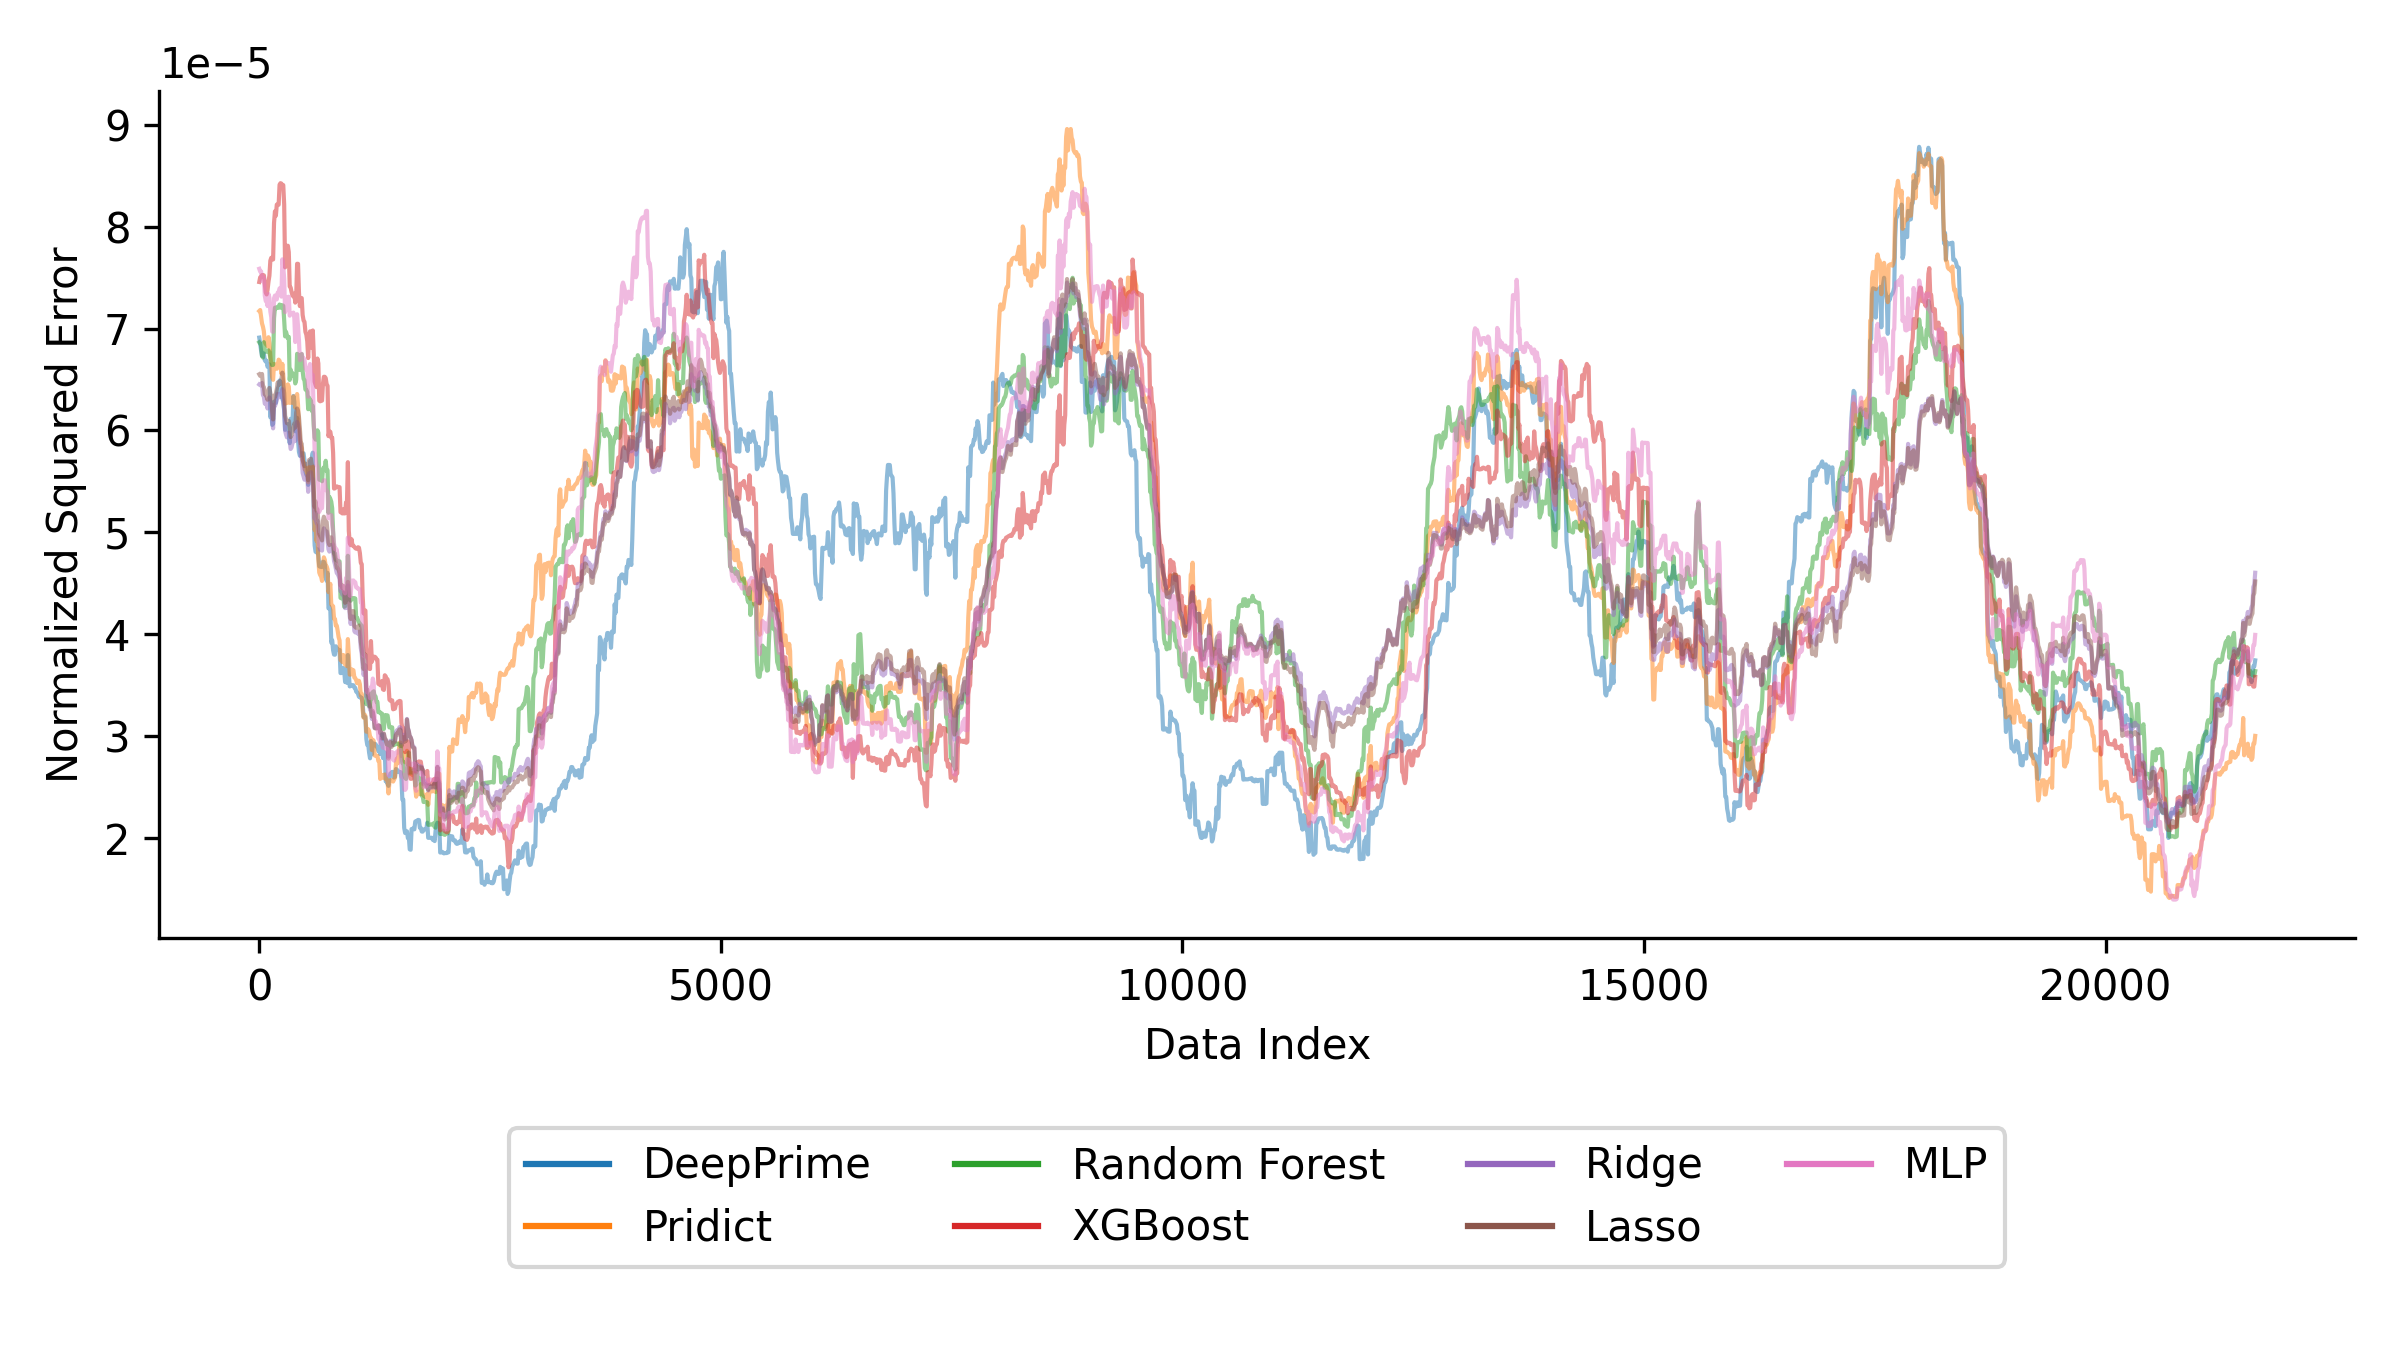 1e−5
9
8
7
6
5
4
3
2
Normalized Squared Error
0 5000 10000 15000 20000
Data Index
DeepPrime Random Forest Ridge MLP
Pridict XGBoost Lasso